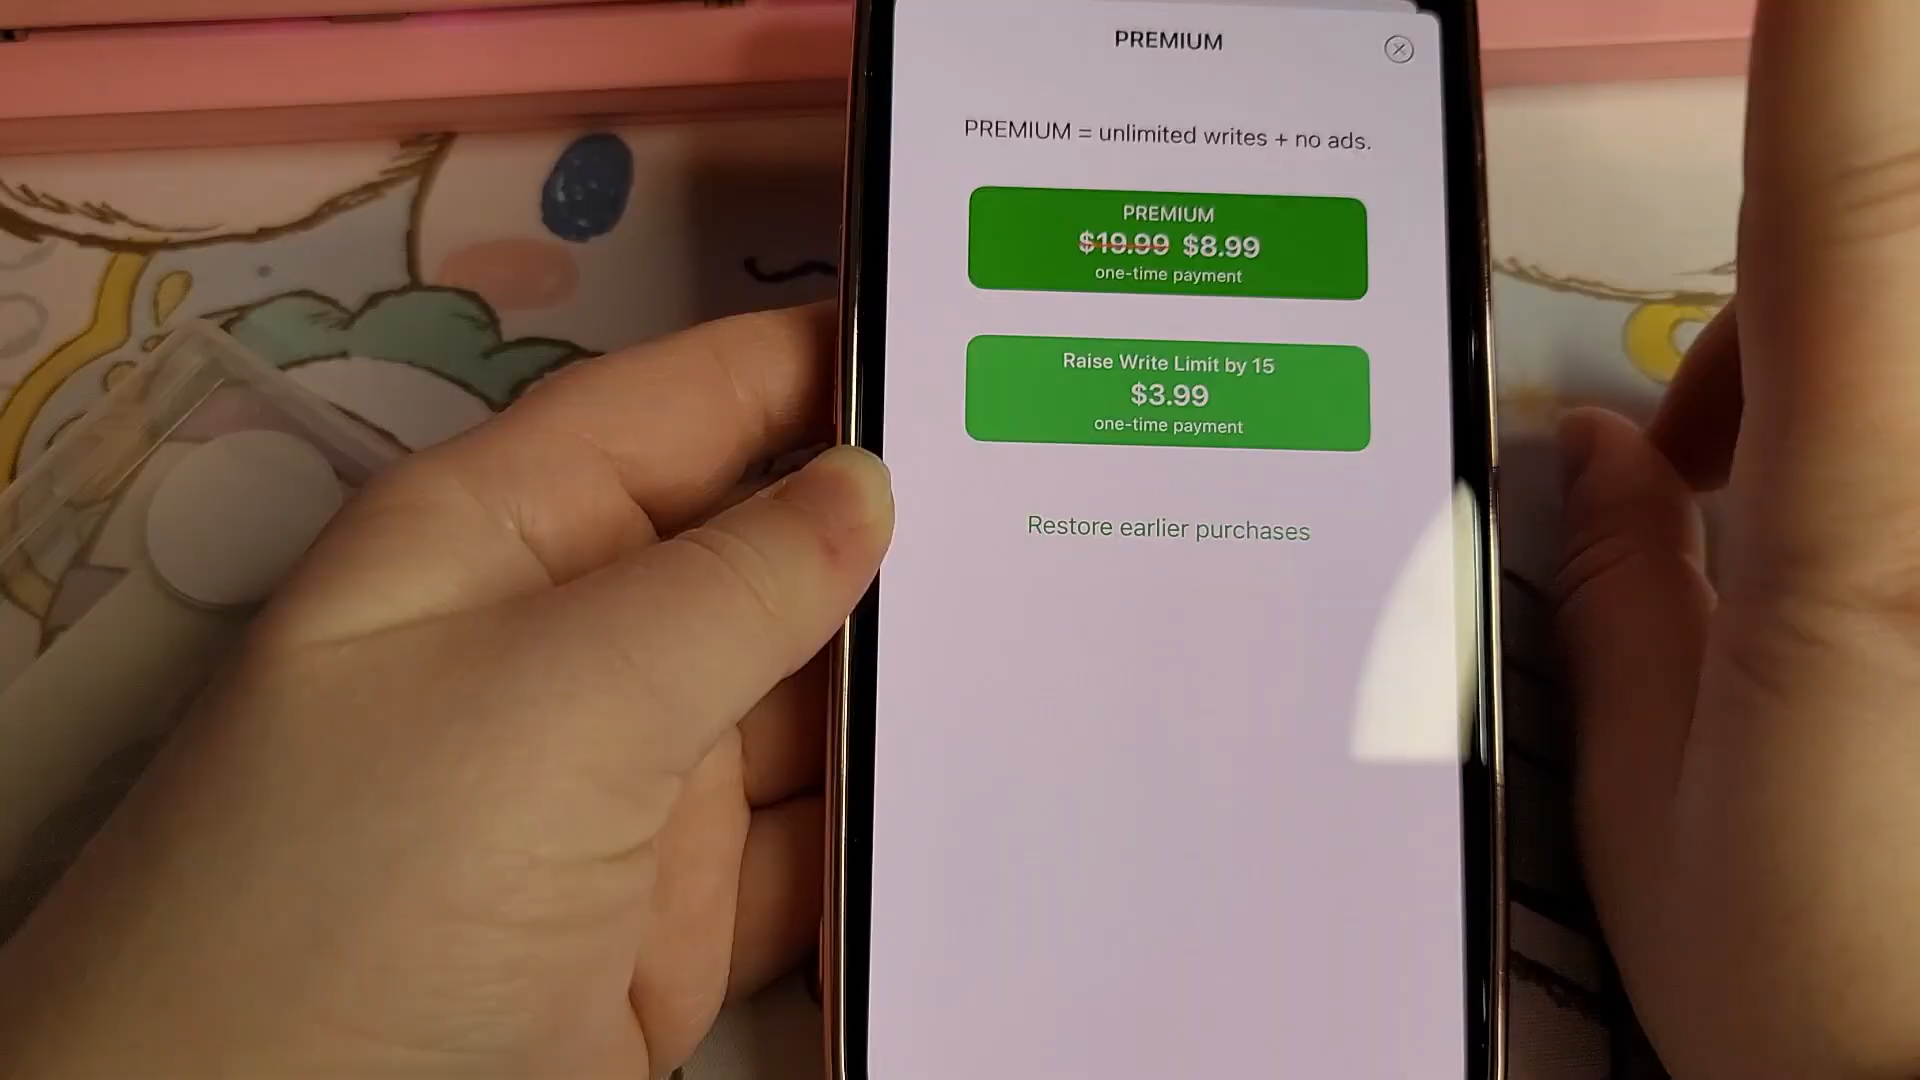 PREMIUM
PREMIUM = unlimited writes + no ads.
PREMIUM
$19.99 $8.99
one-time payment
Raise Write Limit by 15
$3.99
one-time payment
Restore earlier purchases